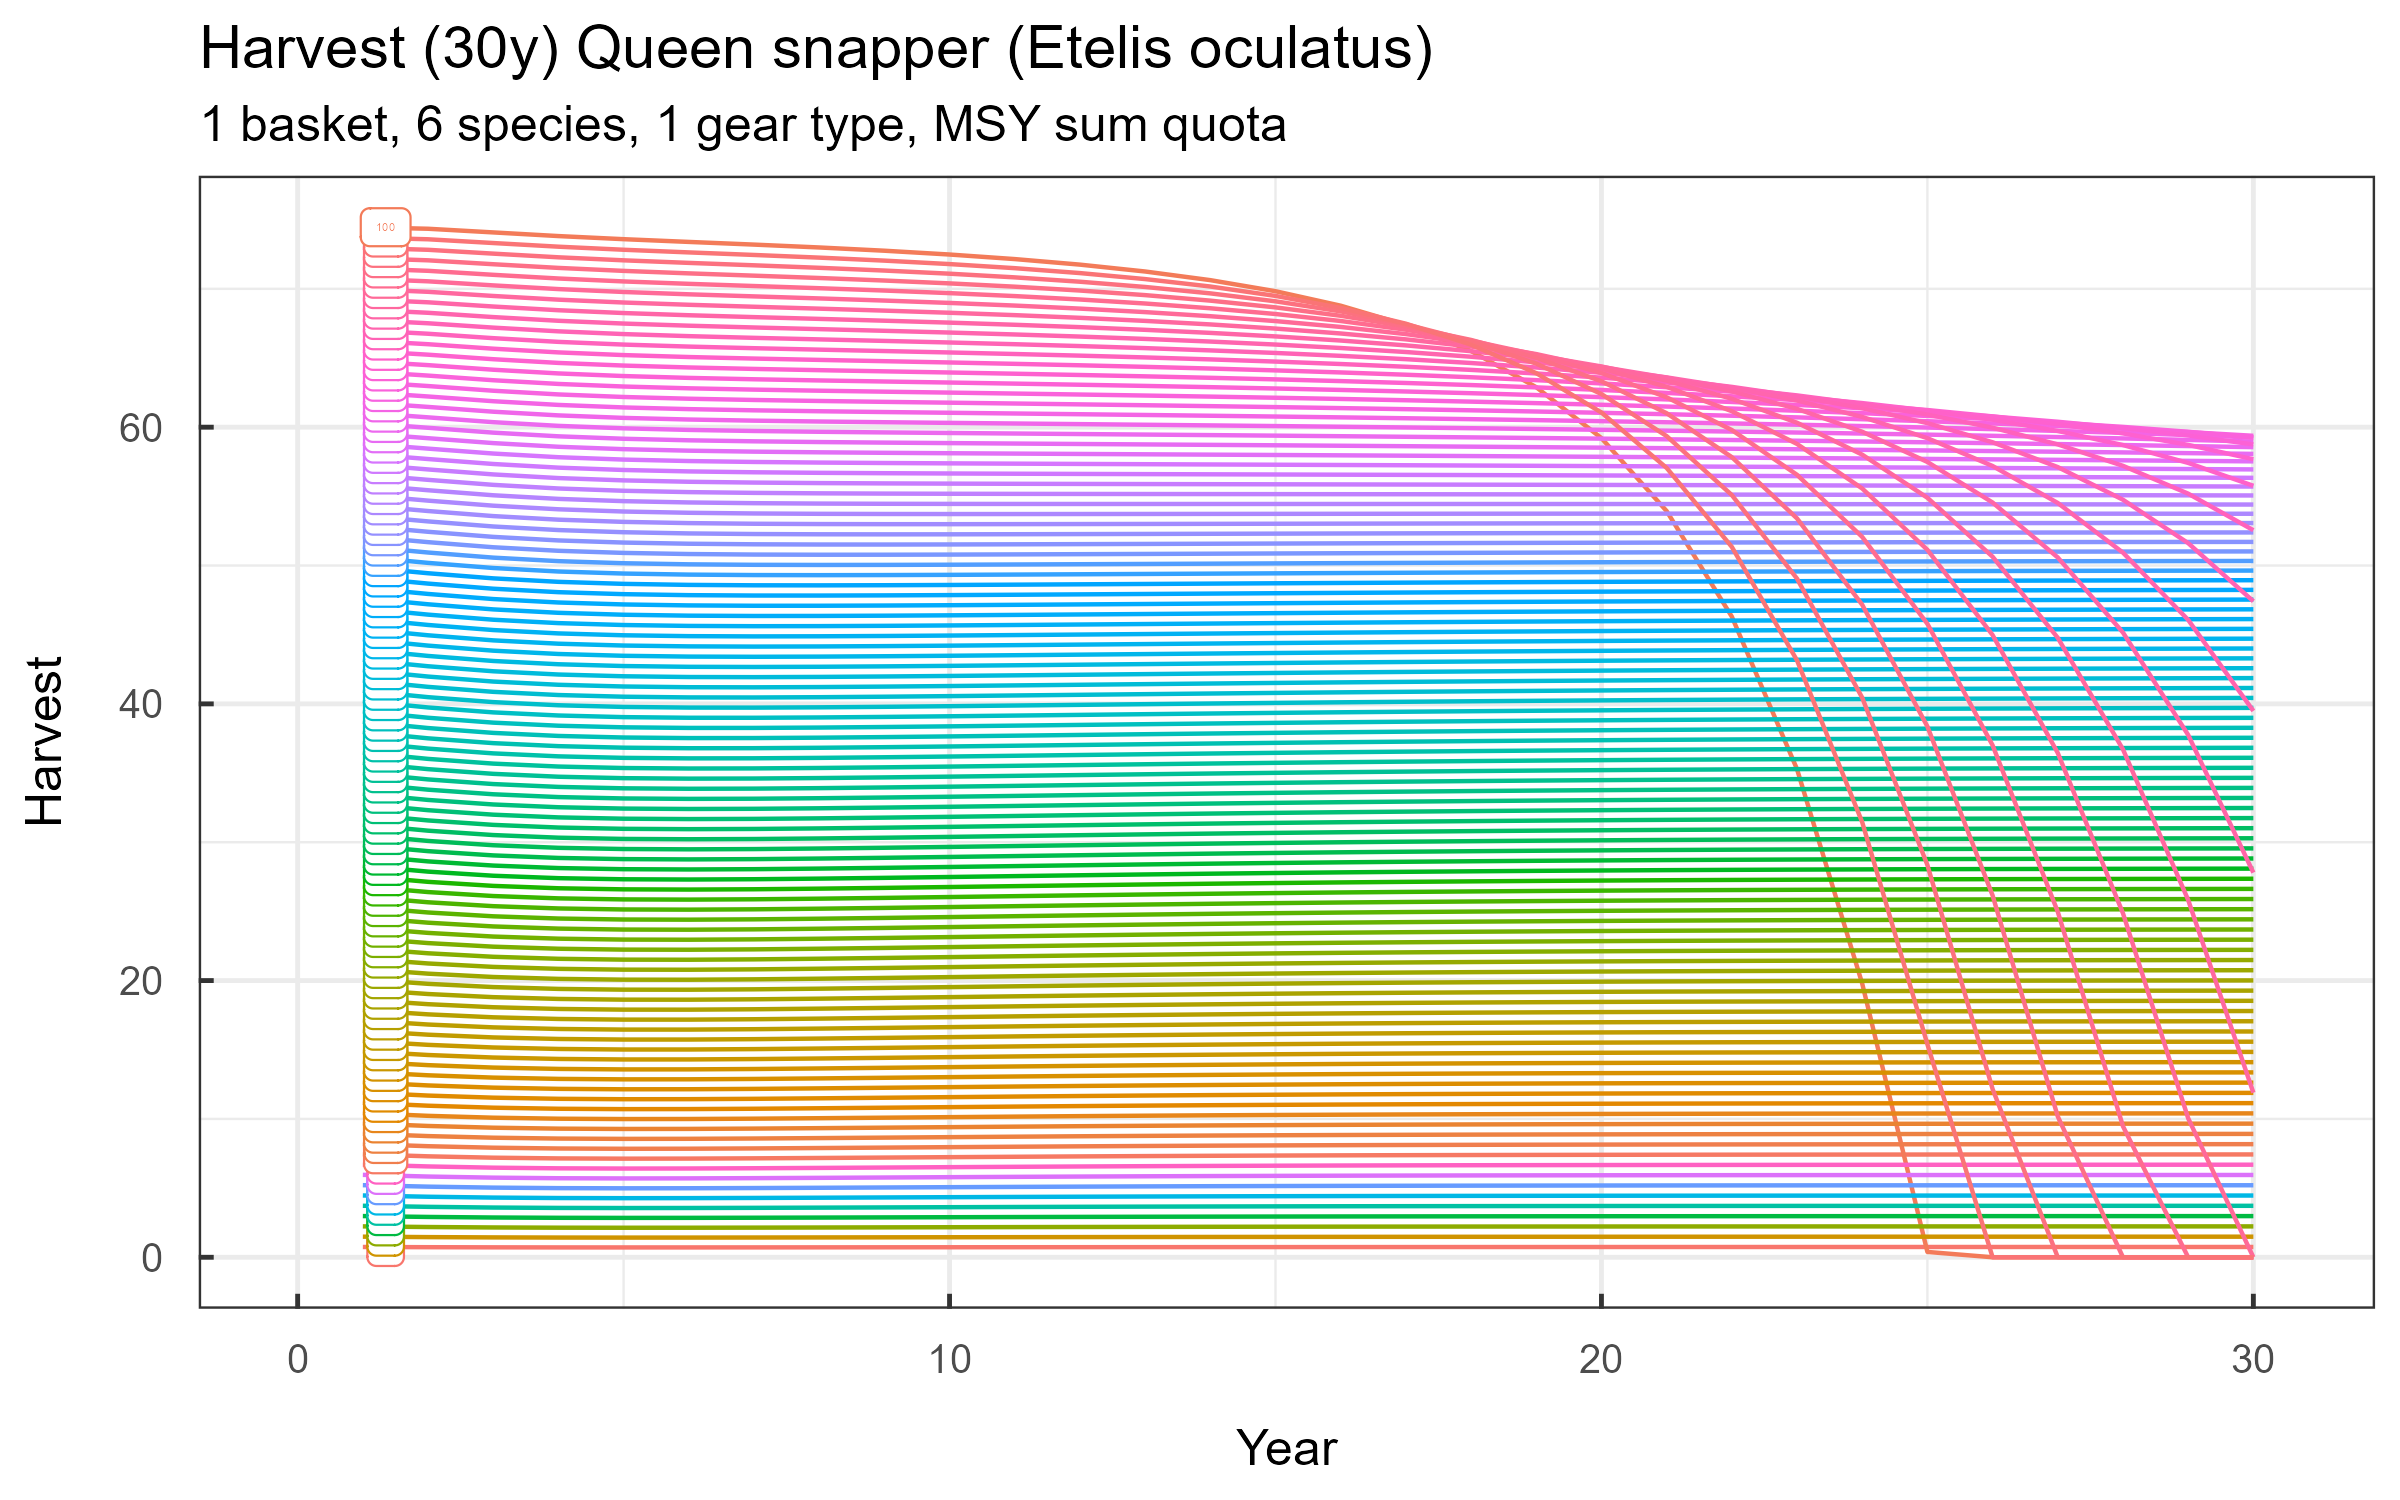 Harvest (30y) Queen snapper (Etelis oculatus)
1 basket, 6 species, 1 gear type, MSY sum quota
100
60
40
20
0
Harvest
0 10 20 30
Year